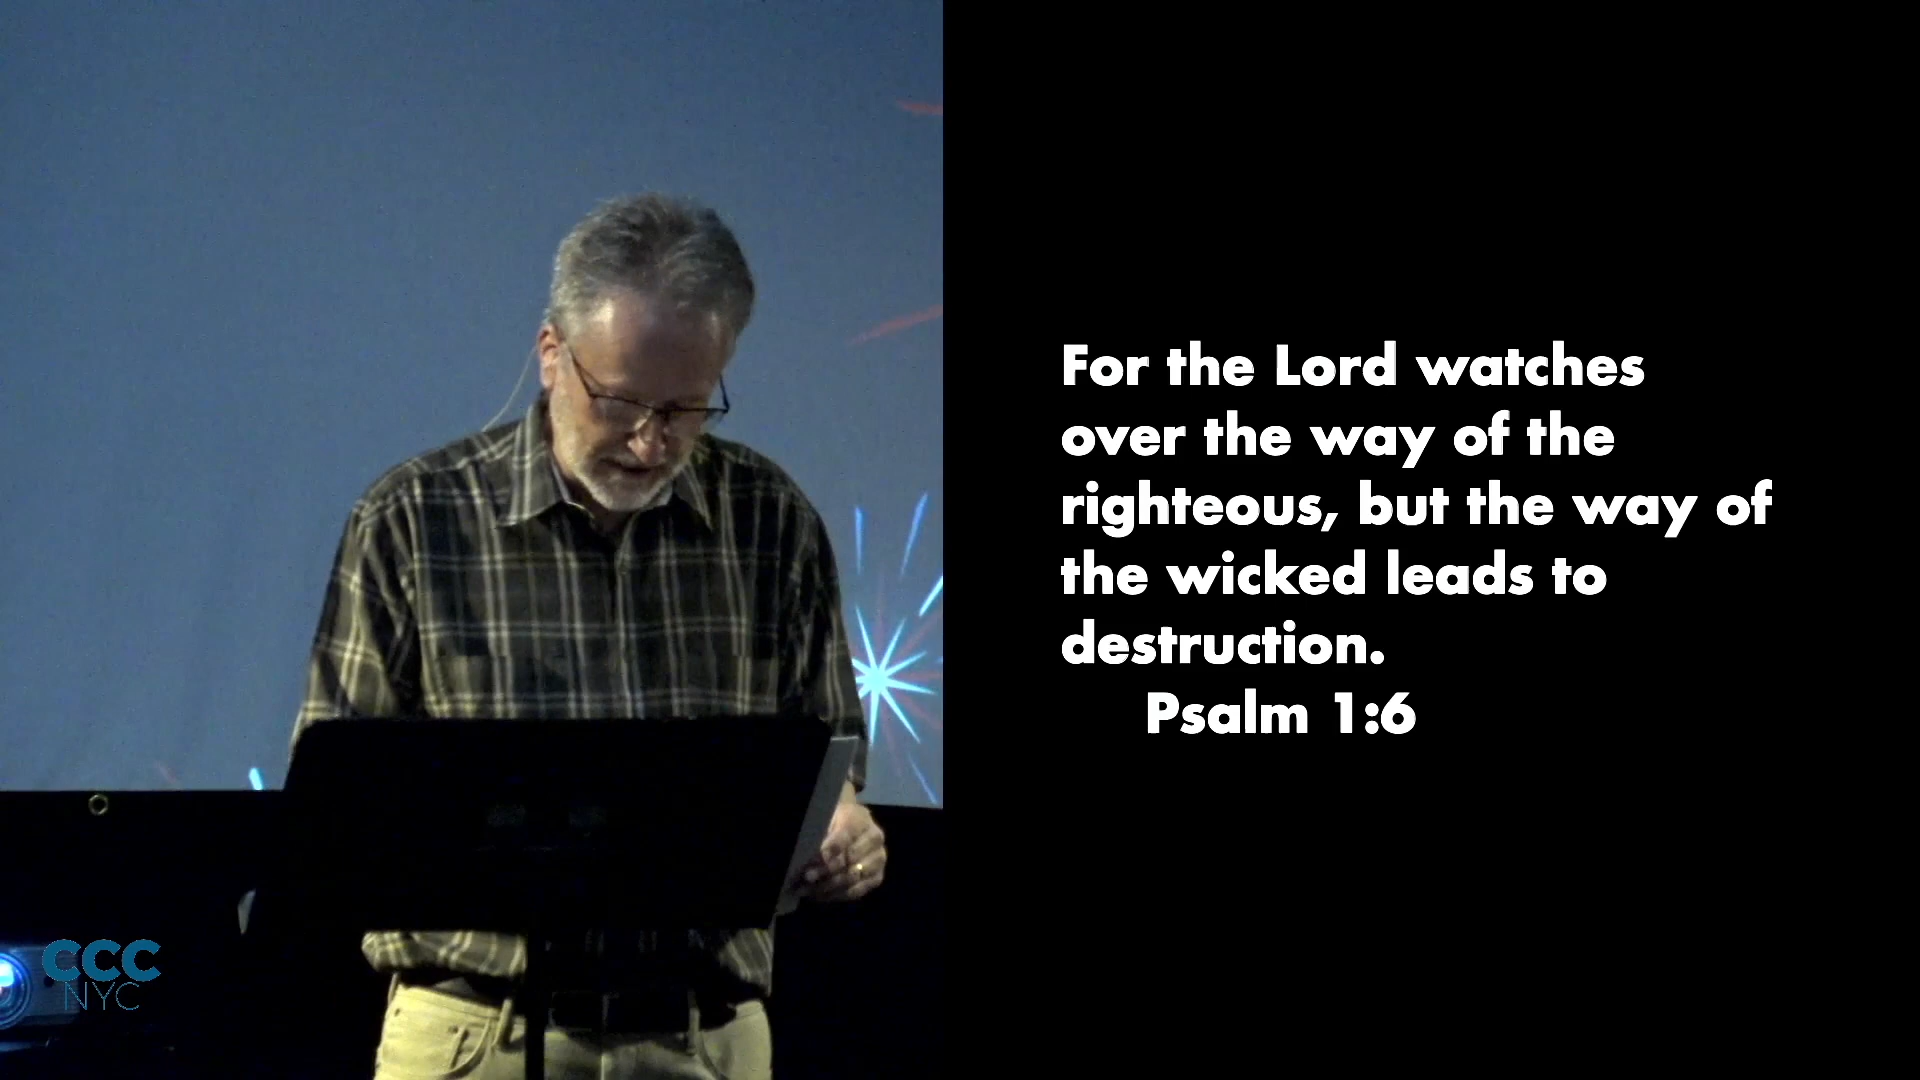 For the Lord watches
over the way of the
righteous, but the way of
the wicked leads to
destruction.
Psalm 1:6
CCC
NYC